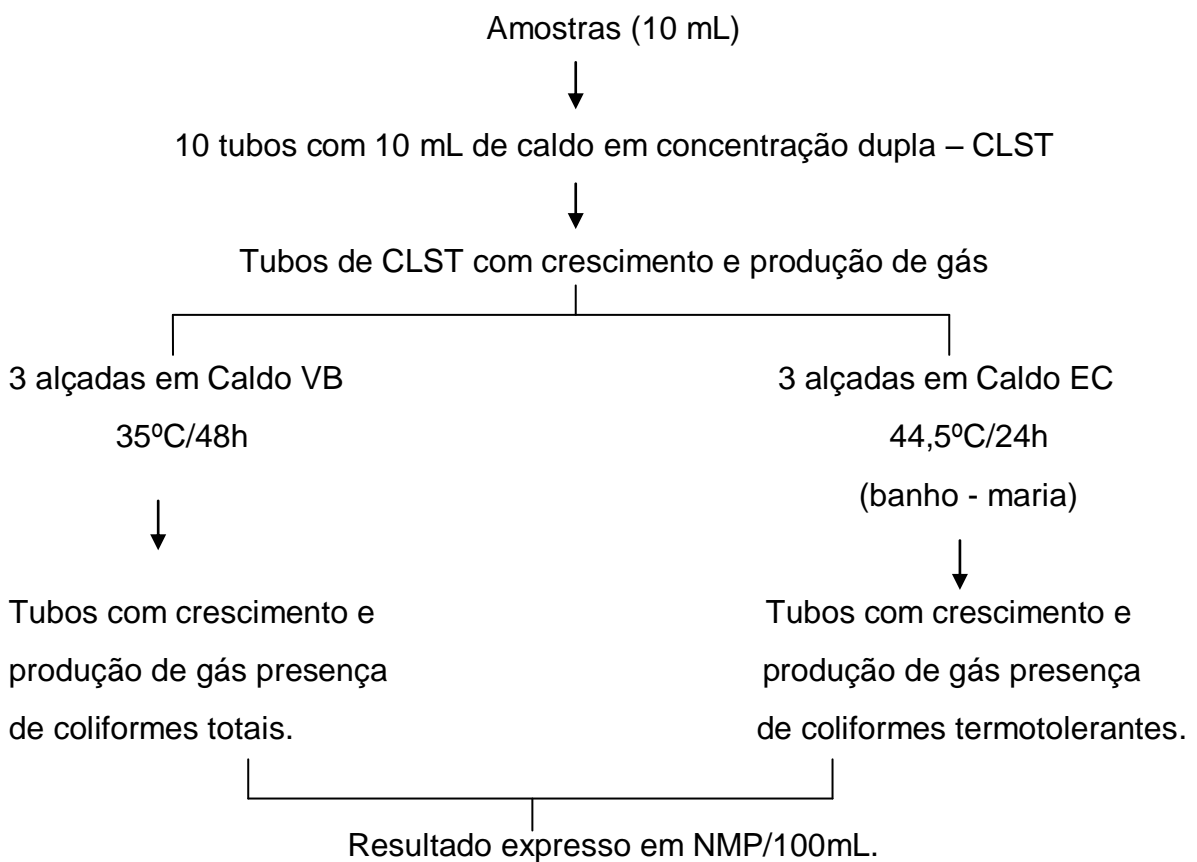 Amostras (10 mL)
10 tubos com 10 mL de caldo em concentração dupla – CLST
Tubos de CLST com crescimento e produção de gás
3 alçadas em Caldo VB
35ºC/48h
3 alçadas em Caldo EC
44,5ºC/24h
(banho - maria)
Tubos com crescimento e
produção de gás presença
de coliformes totais.
Tubos com crescimento e
produção de gás presença
de coliformes termotolerantes.
Resultado expresso em NMP/100mL.